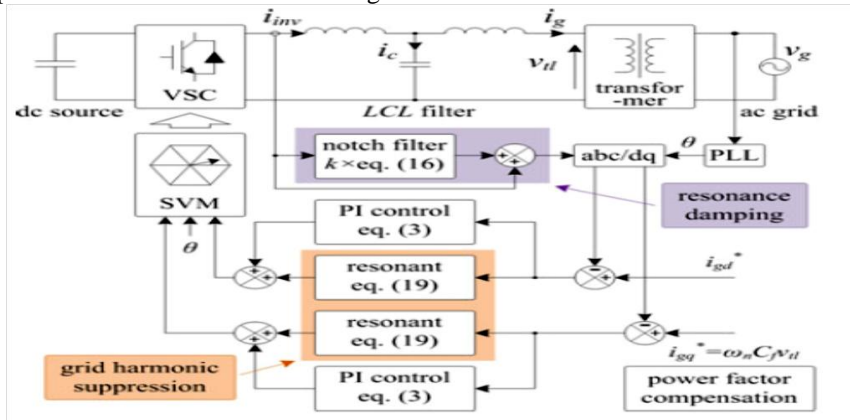 i_inv
i_g
i_c
v_tl
v_g
VSC
transfor
-mer
dc source
LCL filter
ac grid
notch filter
k×eq. (16)
abc/dq
θ
PLL
SVM
resonance
damping
PI control
eq. (3)
θ
resonant
eq. (19)
i_gd*
resonant
eq. (19)
i_gq*=ω_nC_fv_tl
grid harmonic
suppression
PI control
eq. (3)
power factor
compensation